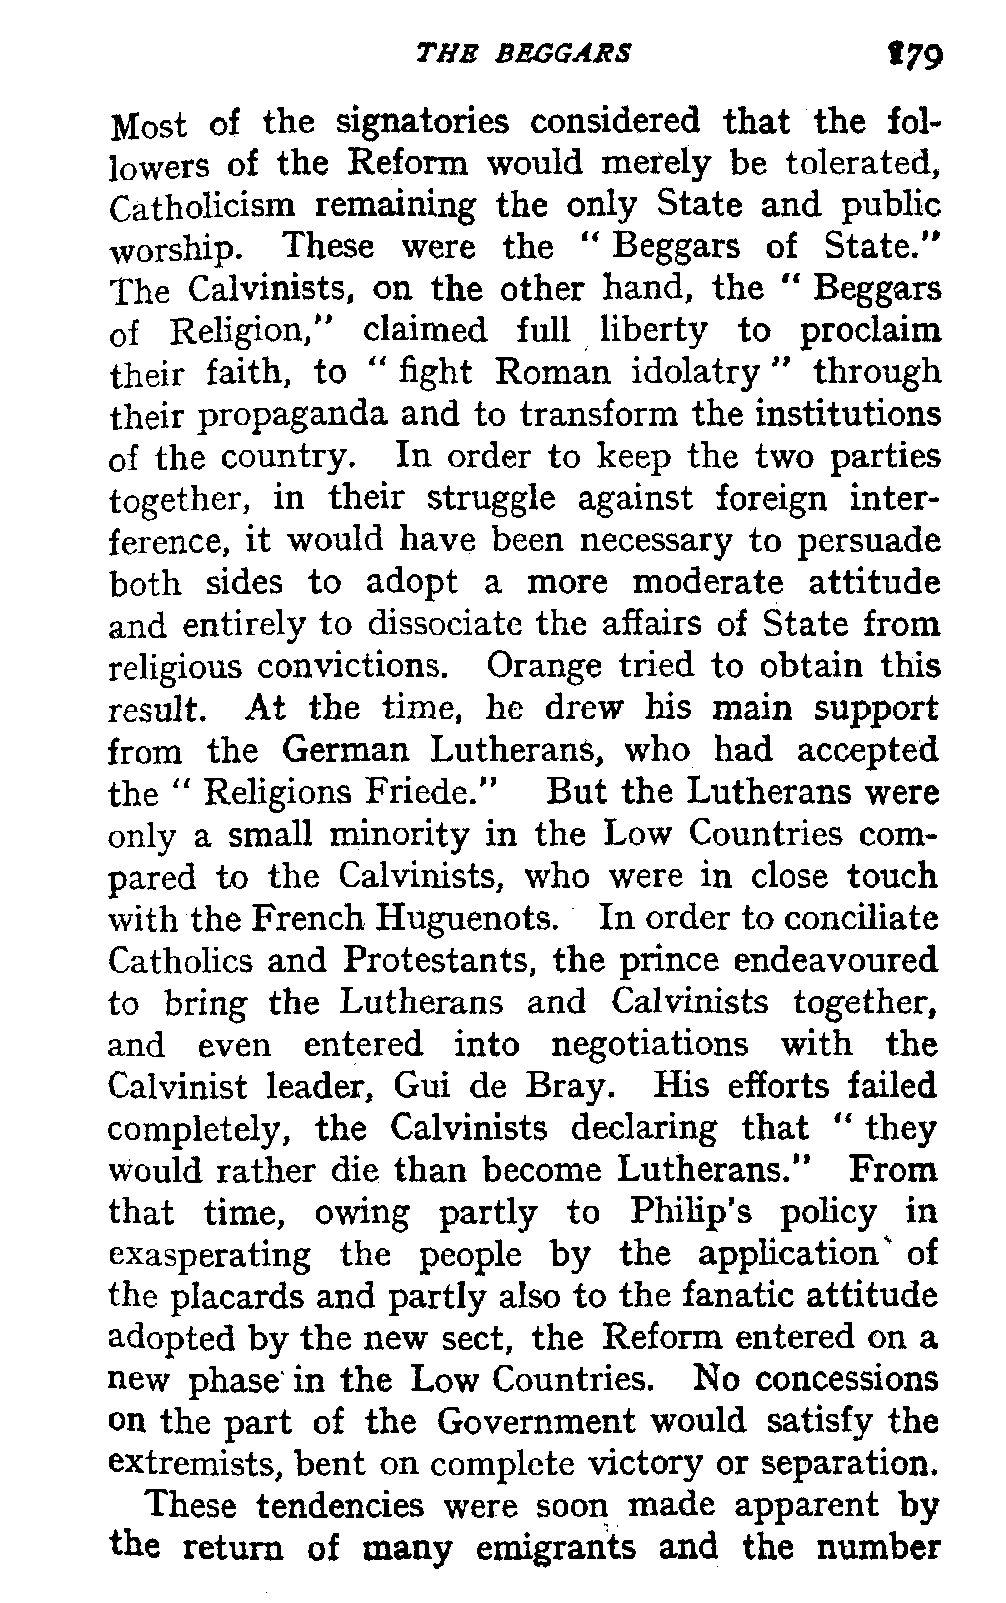 THE BEGGARS 179
Most of the signatories considered that the fol-
lowers of the Reform would merely be tolerated,
Catholicism remaining the only State and public
worship. These were the " Beggars of State."
The Calvinists, on the other hand, the " Beggars
of Religion," claimed full liberty to proclaim
their faith, to " fight Roman idolatry " through
their propaganda and to transform the institutions
of the country. In order to keep the two parties
together, in their struggle against foreign inter-
ference, it would have been necessary to persuade
both sides to adopt a more moderate attitude
and entirely to dissociate the affairs of State from
religious convictions. Orange tried to obtain this
result. At the time, he drew his main support
from the German Lutherans, who had accepted
the " Religions Friede." But the Lutherans were
only a small minority in the Low Countries com-
pared to the Calvinists, who were in close touch
with the French Huguenots. In order to conciliate
Catholics and Protestants, the prince endeavoured
to bring the Lutherans and Calvinists together,
and even entered into negotiations with the
Calvinist leader, Gui de Bray. His efforts failed
completely, the Calvinists declaring that " they
would rather die than become Lutherans." From
that time, owing partly to Philip's policy in
exasperating the people by the application of
the placards and partly also to the fanatic attitude
adopted by the new sect, the Reform entered on a
new phase in the Low Countries. No concessions
on the part of the Government would satisfy the
extremists, bent on complete victory or separation.
These tendencies were soon made apparent by
the return of many emigrants and the number